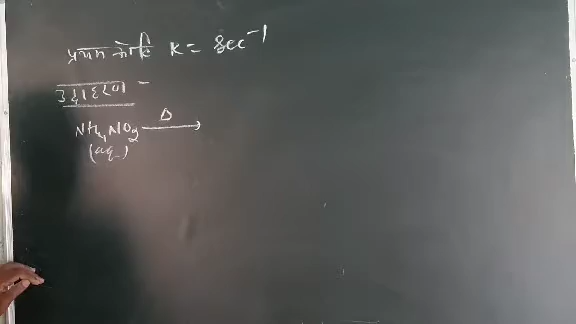 प्रथम कोटि K = Sec⁻¹
उदाहरण -
NH₄NO₂ Δ →
(aq.)